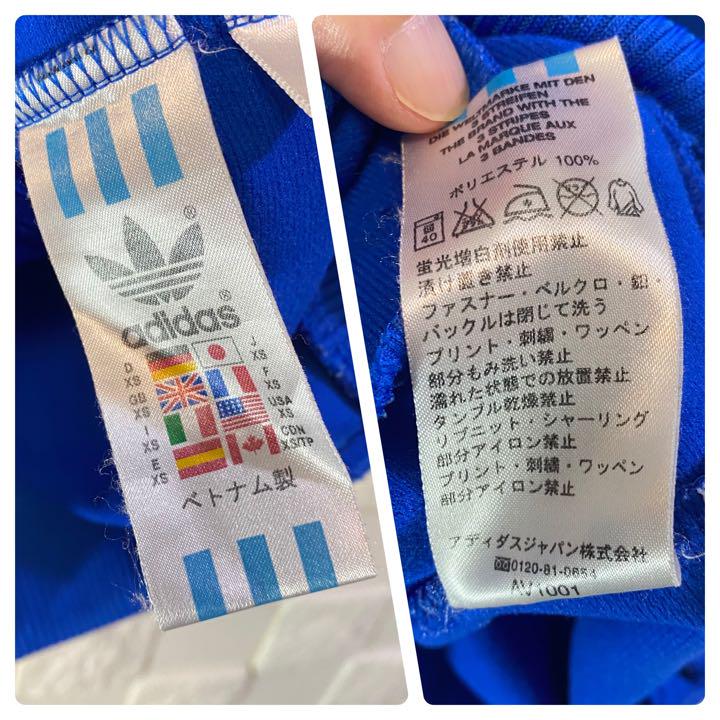 ®
adidas®
D
XS
J
XS
GB
XS
F
XS
I
XS
USA
XS
E
XS
CDN
XS/TP
ベトナム製
DIE WELTMARKE MIT DEN
3 STREIFEN
THE BRAND WITH THE
3 STRIPES
LA MARQUE AUX
3 BANDES
ポリエステル 100%
40
蛍光増白剤使用禁止
漬け置き禁止
ファスナー・ベルクロ・釦・
バックルは閉じて洗う
プリント・刺繍・ワッペン
部分もみ洗い禁止
濡れた状態での放置禁止
タンブル乾燥禁止
リブニット・シャーリング
部分アイロン禁止
プリント・刺繍・ワッペン
部分アイロン禁止
アディダスジャパン株式会社
0120-81-0654
AV1001